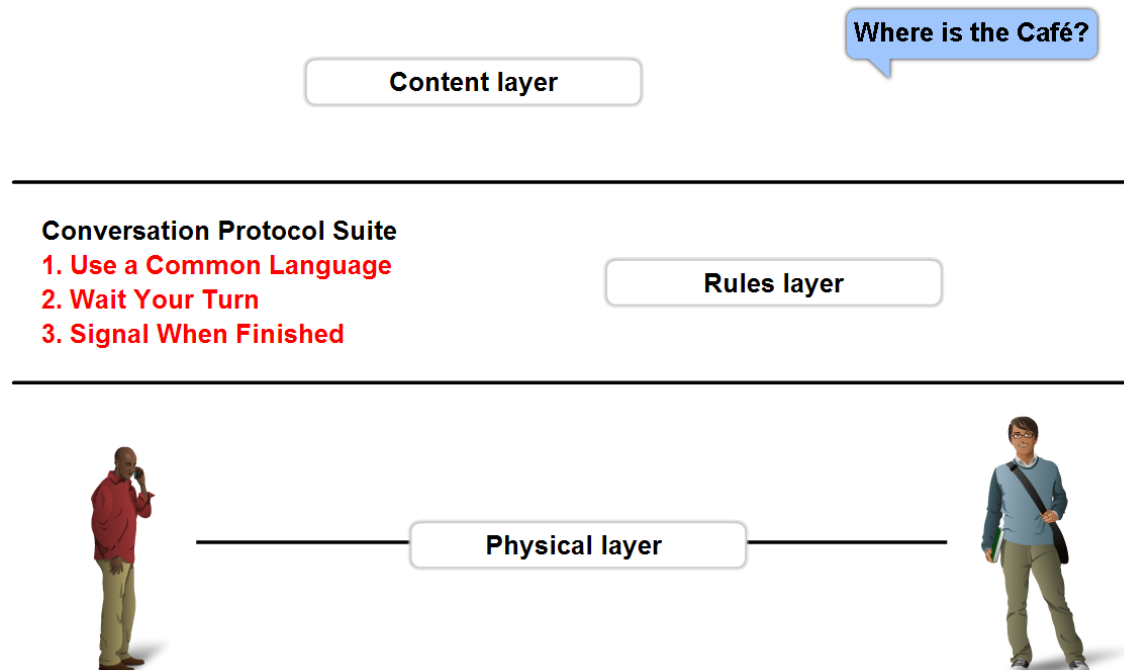 Where is the Café?
Content layer
Conversation Protocol Suite
1. Use a Common Language
2. Wait Your Turn
3. Signal When Finished
Rules layer
Physical layer